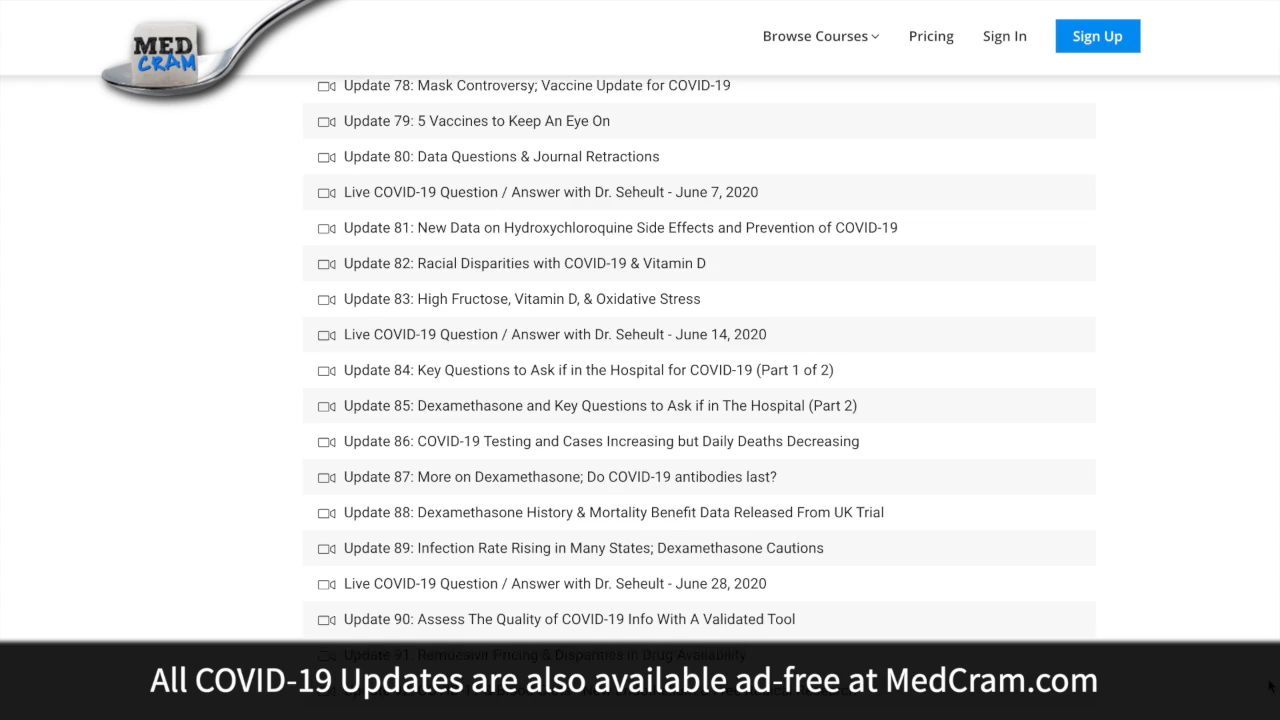 MED
CRAM
Browse Courses
Pricing
Sign In
Sign Up
Update 78: Mask Controversy; Vaccine Update for COVID-19
Update 79: 5 Vaccines to Keep An Eye On
Update 80: Data Questions & Journal Retractions
Live COVID-19 Question / Answer with Dr. Seheult - June 7, 2020
Update 81: New Data on Hydroxychloroquine Side Effects and Prevention of COVID-19
Update 82: Racial Disparities with COVID-19 & Vitamin D
Update 83: High Fructose, Vitamin D, & Oxidative Stress
Live COVID-19 Question / Answer with Dr. Seheult - June 14, 2020
Update 84: Key Questions to Ask if in the Hospital for COVID-19 (Part 1 of 2)
Update 85: Dexamethasone and Key Questions to Ask if in The Hospital (Part 2)
Update 86: COVID-19 Testing and Cases Increasing but Daily Deaths Decreasing
Update 87: More on Dexamethasone; Do COVID-19 antibodies last?
Update 88: Dexamethasone History & Mortality Benefit Data Released From UK Trial
Update 89: Infection Rate Rising in Many States; Dexamethasone Cautions
Live COVID-19 Question / Answer with Dr. Seheult - June 28, 2020
Update 90: Assess The Quality of COVID-19 Info With A Validated Tool
Update 91: Remdesivir Pricing & Disparities in Drug Availability
All COVID-19 Updates are also available ad-free at MedCram.com